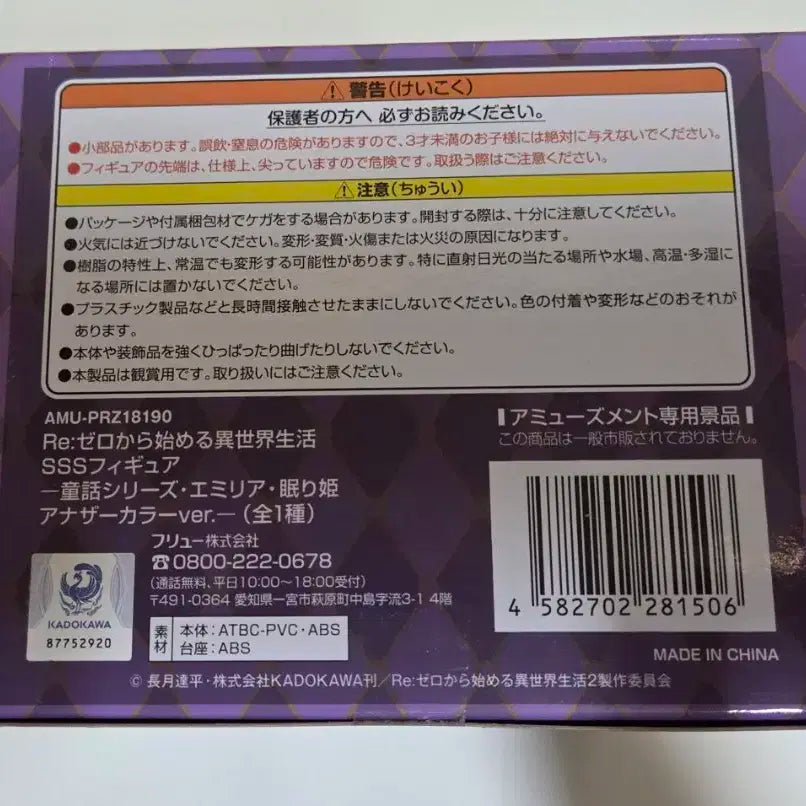 ⚠警告(けいこく)
保護者の方へ 必ずお読みください。
●小部品があります。誤飲・窒息の危険がありますので、3才未満のお子様には絶対に与えないでください。
●フィギュアの先端は、仕様上、尖っていますので危険です。取扱う際はご注意ください。
⚠注意(ちゅうい)
●パッケージや付属梱包材でケガをする場合があります。開封する際は、十分に注意してください。
●火気には近づけないでください。変形・変質・火傷または火災の原因になります。
●樹脂の特性上、常温でも変形する可能性があります。特に直射日光の当たる場所や水場、高温・多湿に
なる場所には置かないでください。
●プラスチック製品などと長時間接触させたままにしないでください。色の付着や変形などのおそれが
あります。
●本体や装飾品を強くひっぱったり曲げたりしないでください。
●本製品は観賞用です。取り扱いにはご注意ください。
AMU-PRZ18190
Re:ゼロから始める異世界生活
SSSフィギュア
―童話シリーズ・エミリア・眠り姫
アナザーカラーver.―(全1種)
フリュー株式会社
☎0800-222-0678
(通話無料、平日10:00～18:00受付)
〒491-0364 愛知県一宮市萩原町中島字流3-1 4階
素材
本体:ATBC-PVC・ABS
台座:ABS
KADOKAWA
87752920
アミューズメント専用景品
この商品は一般市販されておりません。
4 582702 281506
MADE IN CHINA
© 長月達平・株式会社KADOKAWA刊/Re:ゼロから始める異世界生活2製作委員会